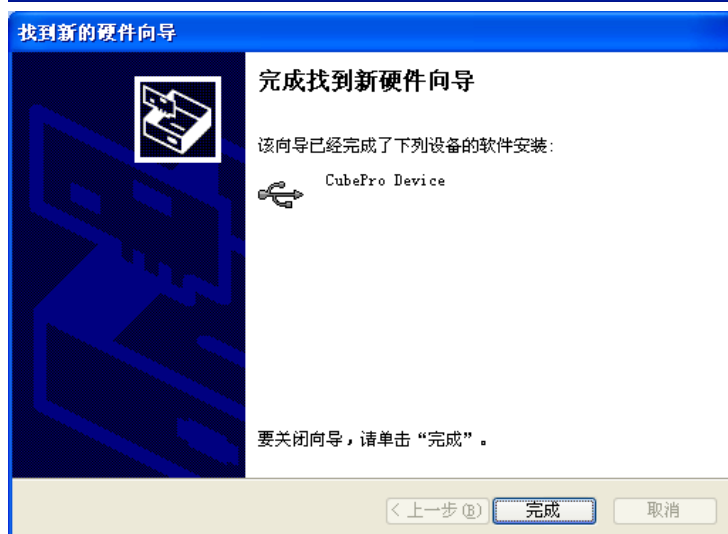 找到新的硬件向导
完成找到新硬件向导
该向导已经完成了下列设备的软件安装:
CubePro Device
要关闭向导,请单击“完成”。
< 上一步(B)
完成
取消